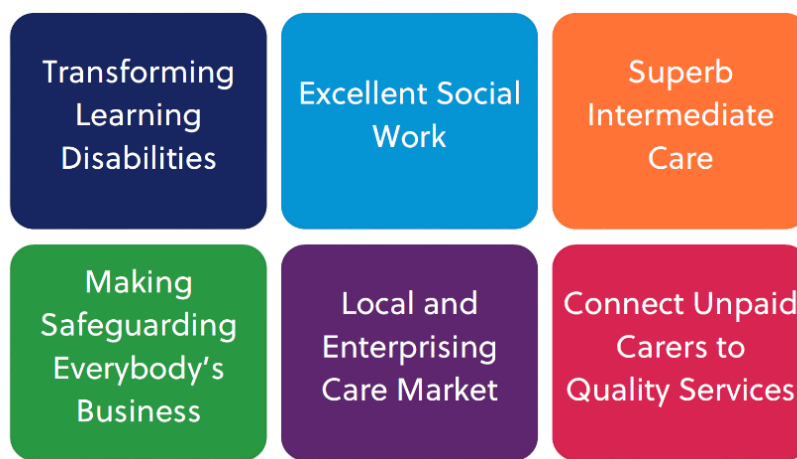 Transforming
Learning
Disabilities
Excellent Social
Work
Superb
Intermediate
Care
Making
Safeguarding
Everybody’s
Business
Local and
Enterprising
Care Market
Connect Unpaid
Carers to
Quality Services